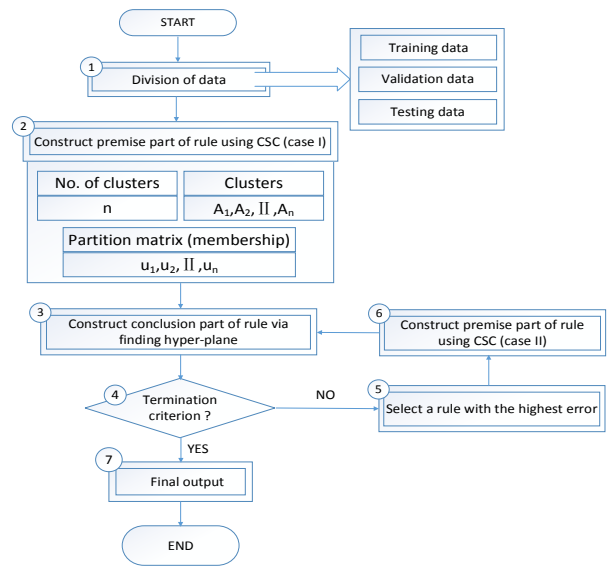 START
1
Division of data
Training data
Validation data
Testing data
2
Construct premise part of rule using CSC (case I)
No. of clusters
n
Clusters
A₁,A₂, II ,Aₙ
Partition matrix (membership)
u₁,u₂, II ,uₙ
3
Construct conclusion part of rule via
finding hyper-plane
6
Construct premise part of rule
using CSC (case II)
4
Termination
criterion ?
NO
5
Select a rule with the highest error
YES
7
Final output
END